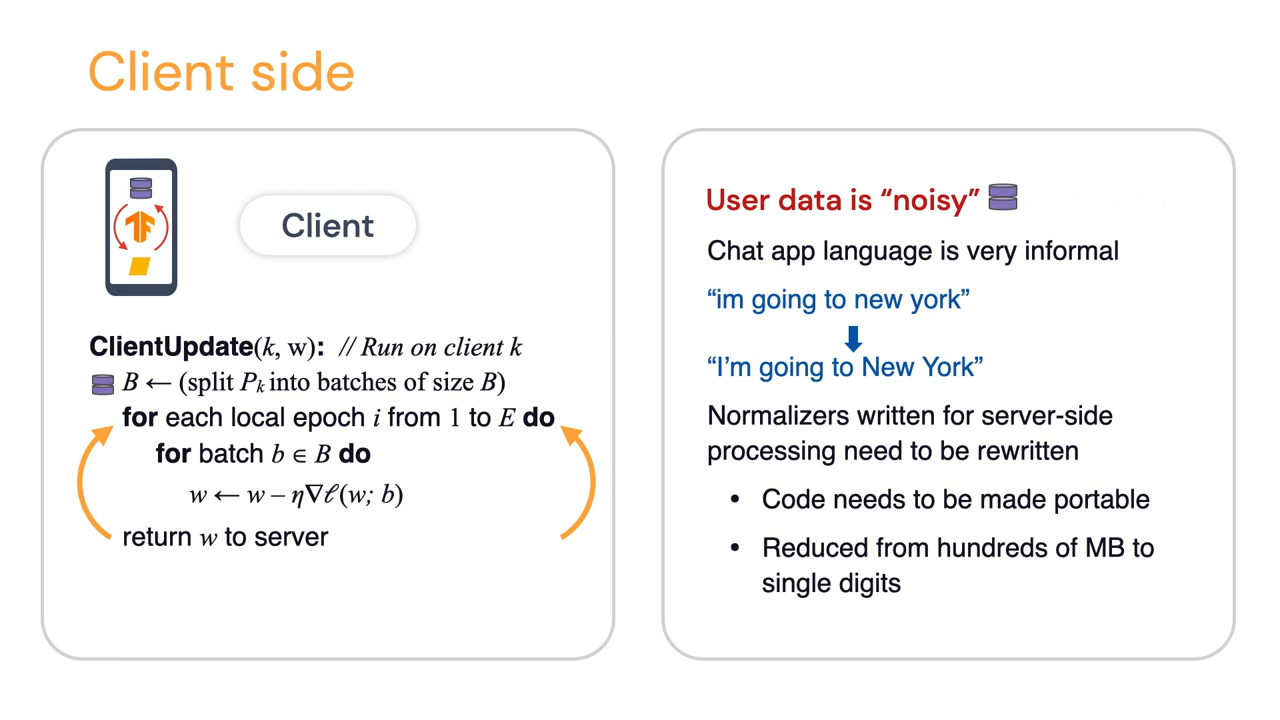 Client side
Client
ClientUpdate(k, w): // Run on client k
B ← (split Pₖ into batches of size B)
for each local epoch i from 1 to E do
for batch b ∈ B do
w ← w – η∇ℓ(w; b)
return w to server
User data is “noisy”
Chat app language is very informal
“im going to new york”
“I’m going to New York”
Normalizers written for server-side
processing need to be rewritten
• Code needs to be made portable
• Reduced from hundreds of MB to
single digits